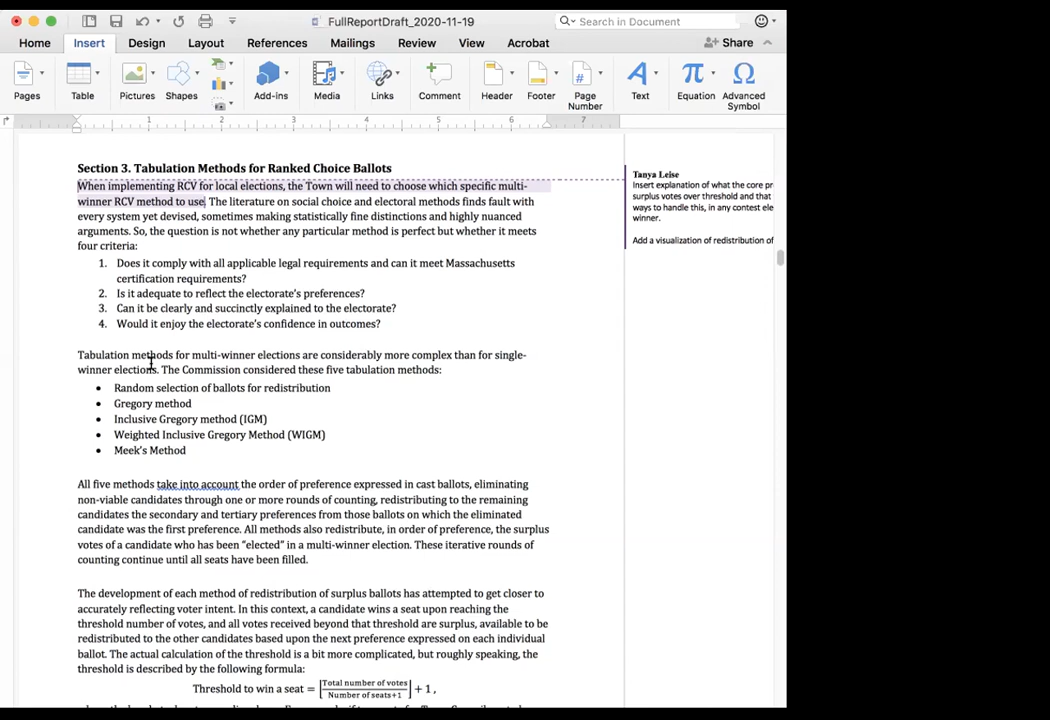 FullReportDraft_2020-11-19
Search in Document
Home Insert Design Layout References Mailings Review View Acrobat Share
Pages Table Pictures Shapes Add-ins Media Links Comment Header Footer Page Number Text Equation Advanced Symbol
1 2 3 4 5 6 7
Section 3. Tabulation Methods for Ranked Choice Ballots
When implementing RCV for local elections, the Town will need to choose which specific multi-
winner RCV method to use. The literature on social choice and electoral methods finds fault with
every system yet devised, sometimes making statistically fine distinctions and highly nuanced
arguments. So, the question is not whether any particular method is perfect but whether it meets
four criteria:
1. Does it comply with all applicable legal requirements and can it meet Massachusetts
certification requirements?
2. Is it adequate to reflect the electorate's preferences?
3. Can it be clearly and succinctly explained to the electorate?
4. Would it enjoy the electorate's confidence in outcomes?
Tabulation methods for multi-winner elections are considerably more complex than for single-
winner elections. The Commission considered these five tabulation methods:
• Random selection of ballots for redistribution
• Gregory method
• Inclusive Gregory method (IGM)
• Weighted Inclusive Gregory Method (WIGM)
• Meek's Method
All five methods take into account the order of preference expressed in cast ballots, eliminating
non-viable candidates through one or more rounds of counting, redistributing to the remaining
candidates the secondary and tertiary preferences from those ballots on which the eliminated
candidate was the first preference. All methods also redistribute, in order of preference, the surplus
votes of a candidate who has been "elected" in a multi-winner election. These iterative rounds of
counting continue until all seats have been filled.
The development of each method of redistribution of surplus ballots has attempted to get closer to
accurately reflecting voter intent. In this context, a candidate wins a seat upon reaching the
threshold number of votes, and all votes received beyond that threshold are surplus, available to be
redistributed to the other candidates based upon the next preference expressed on each individual
ballot. The actual calculation of the threshold is a bit more complicated, but roughly speaking, the
threshold is described by the following formula:
Threshold to win a seat = ⌊Total number of votes / Number of seats+1⌋ + 1 ,
Tanya Leise
Insert explanation of what the core pr
surplus votes over threshold and that
ways to handle this, in any contest ele
winner.
Add a visualization of redistribution of